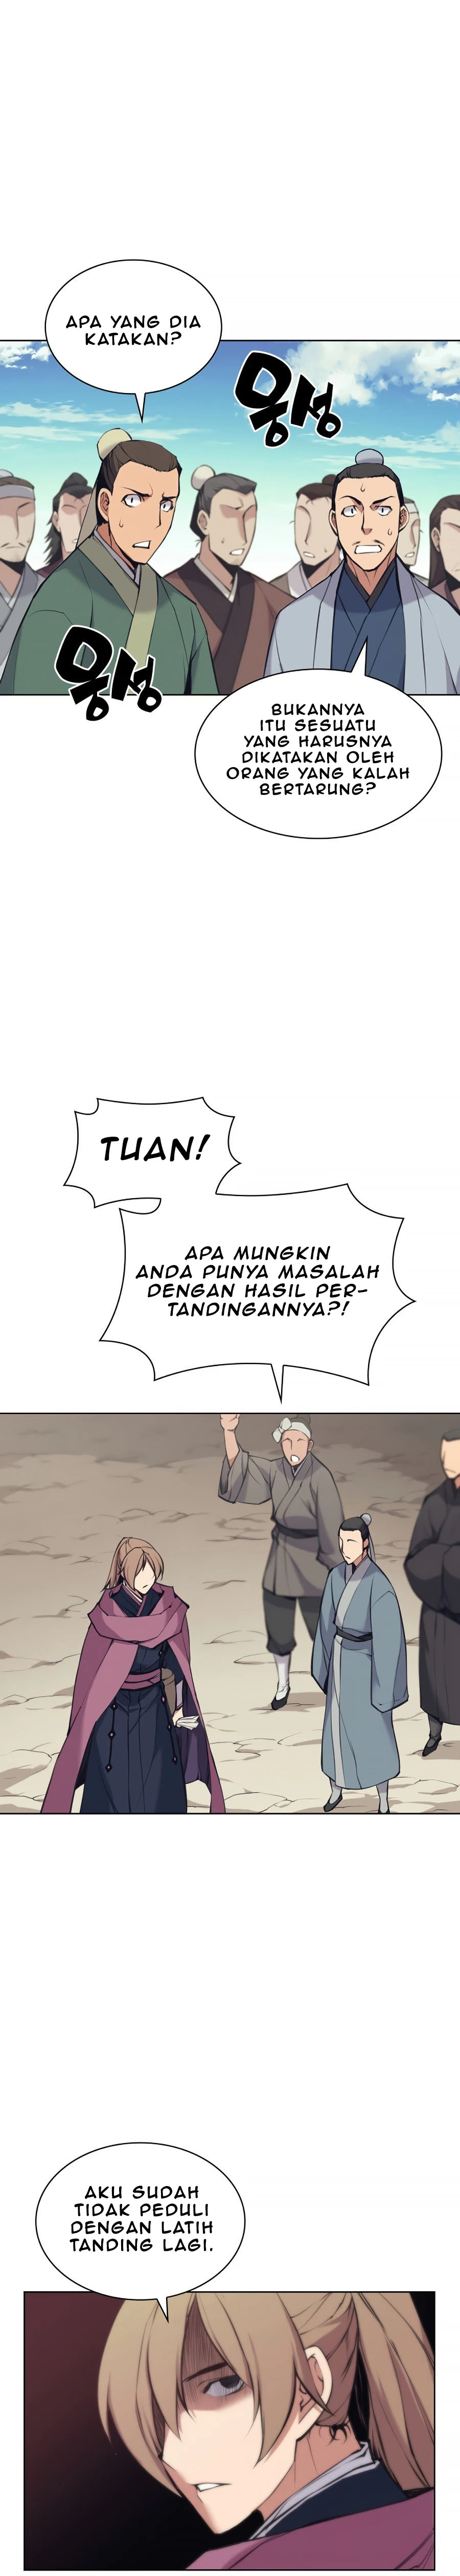 APA YANG DIA
KATAKAN?
웅성
웅성
BUKANNYA
ITU SESUATU
YANG HARUSNYA
DIKATAKAN OLEH
ORANG YANG KALAH
BERTARUNG?
TUAN!
APA MUNGKIN
ANDA PUNYA MASALAH
DENGAN HASIL PER-
TANDINGANNYA?!
AKU SUDAH
TIDAK PEDULI
DENGAN LATIH
TANDING LAGI.